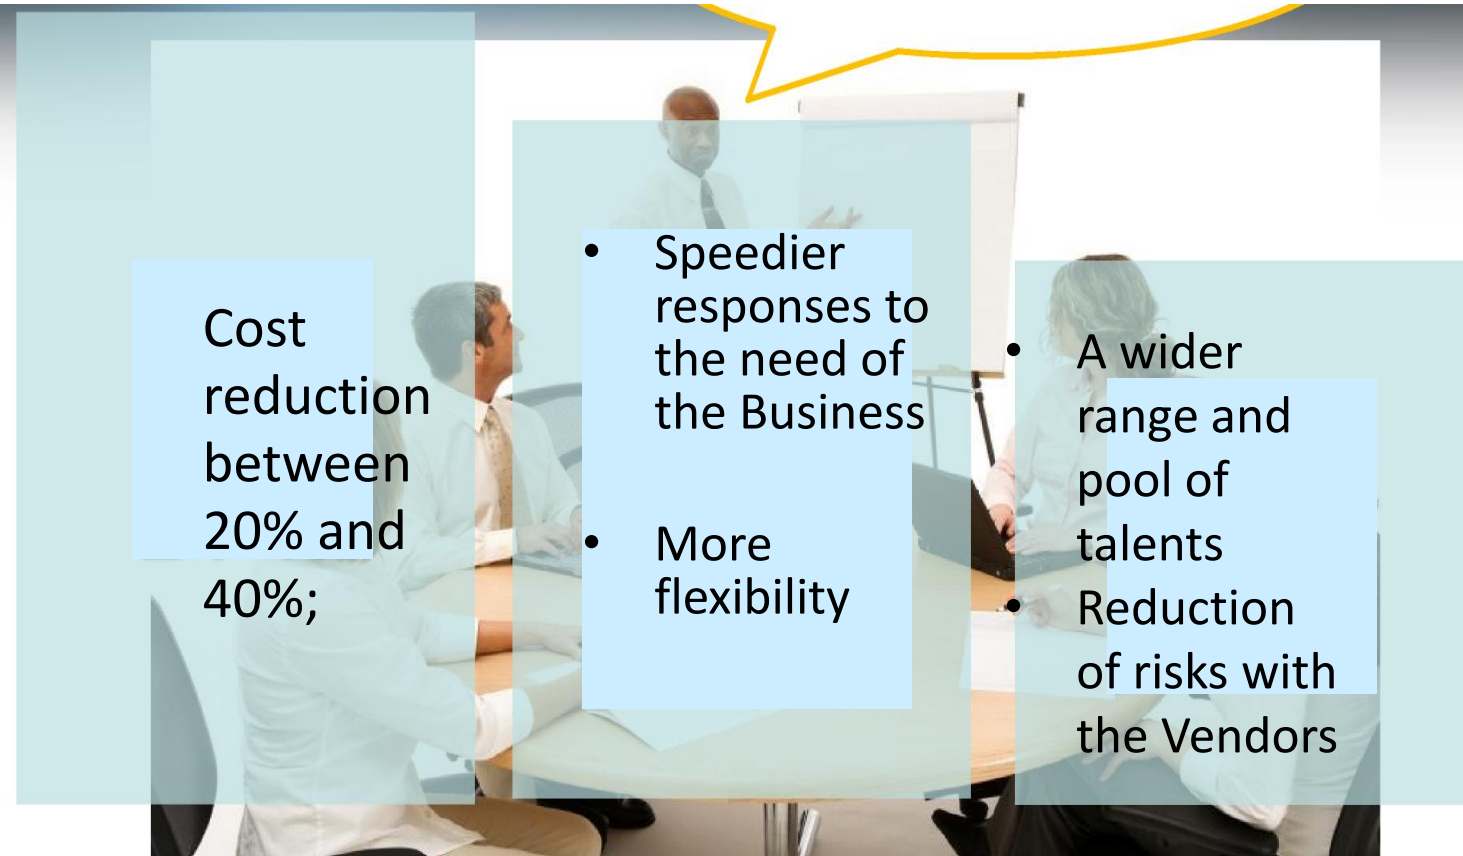 Cost
reduction
between
20% and
40%;
• Speedier
responses to
the need of
the Business
• More
flexibility
• A wider
range and
pool of
talents
• Reduction
of risks with
the Vendors